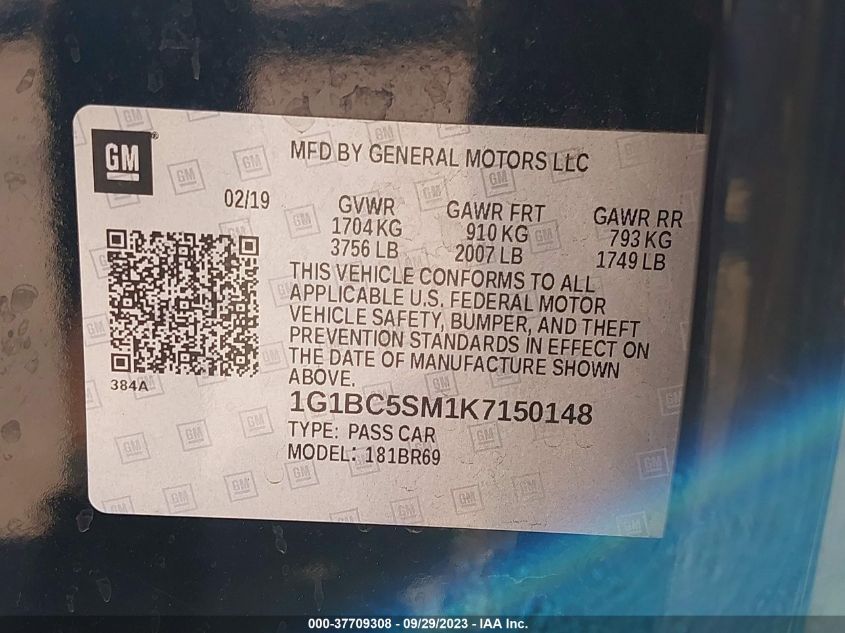 GM
MFD BY GENERAL MOTORS LLC
02/19
GVWR GAWR FRT GAWR RR
1704 KG 910 KG 793 KG
3756 LB 2007 LB 1749 LB
THIS VEHICLE CONFORMS TO ALL
APPLICABLE U.S. FEDERAL MOTOR
VEHICLE SAFETY, BUMPER, AND THEFT
PREVENTION STANDARDS IN EFFECT ON
THE DATE OF MANUFACTURE SHOWN
ABOVE.
384A
1G1BC5SM1K7150148
TYPE: PASS CAR
MODEL: 181BR69
000-37709308 - 09/29/2023 - IAA Inc.